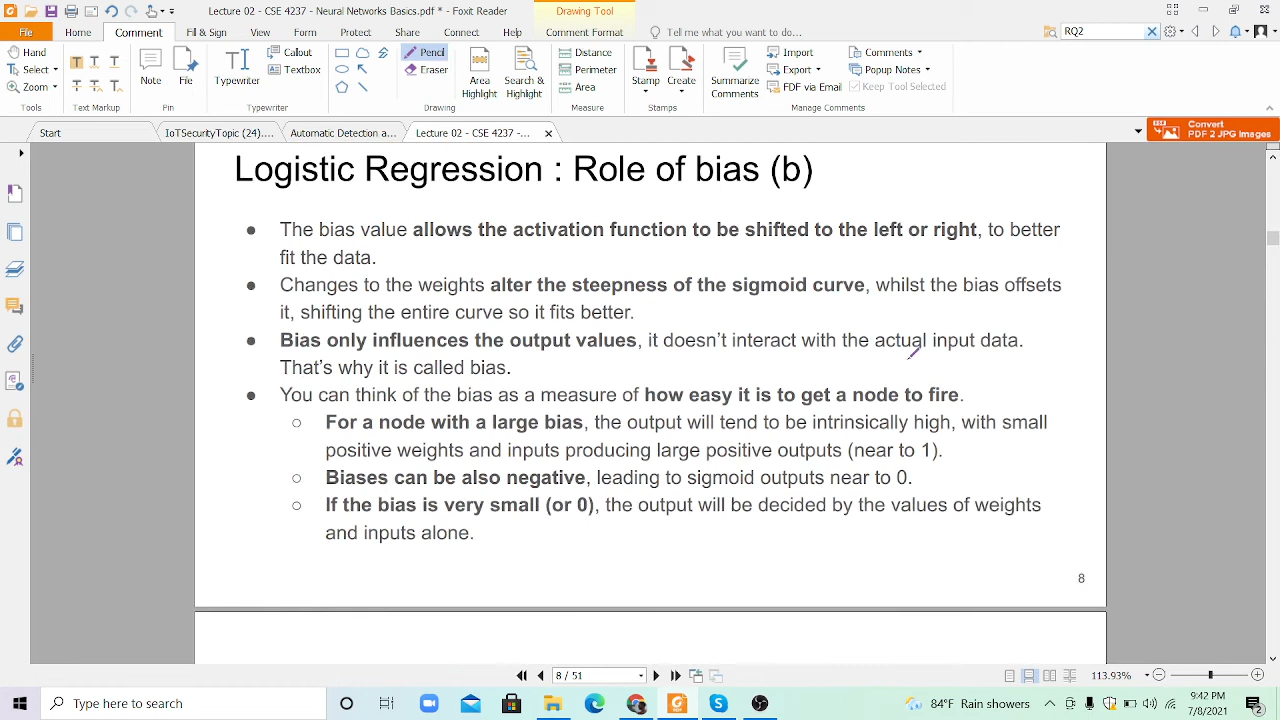 Lecture 02 - CSE 4237 - Neural Networks Basics.pdf * - Foxit Reader
Drawing Tool
File Home Comment View Form Protect Share Connect Help Comment Format Tell me what you want to do...
RQ2
Hand
Select
Zoom
Tools
Text Markup
Note
File
Pin
Typewriter
Callout
Textbox
Typewriter
Pencil
Eraser
Drawing
Area Highlight
Search & Highlight
Distance
Perimeter
Area
Measure
Stamp
Create
Stamps
Summarize Comments
Import
Export
FDF via Email
Comments
Popup Notes
Keep Tool Selected
Manage Comments
Start
IoTSecurityTopic (24)....
Automatic Detection a...
Lecture 02 - CSE 4237 -...
Convert
PDF 2 JPG Images
Logistic Regression : Role of bias (b)
● The bias value allows the activation function to be shifted to the left or right, to better
fit the data.
● Changes to the weights alter the steepness of the sigmoid curve, whilst the bias offsets
it, shifting the entire curve so it fits better.
● Bias only influences the output values, it doesn't interact with the actual input data.
That's why it is called bias.
● You can think of the bias as a measure of how easy it is to get a node to fire.
○ For a node with a large bias, the output will tend to be intrinsically high, with small
positive weights and inputs producing large positive outputs (near to 1).
○ Biases can be also negative, leading to sigmoid outputs near to 0.
○ If the bias is very small (or 0), the output will be decided by the values of weights
and inputs alone.
8
8 / 51
113.93%
Type here to search
84°F Rain showers
9:42 PM
7/8/2021
2